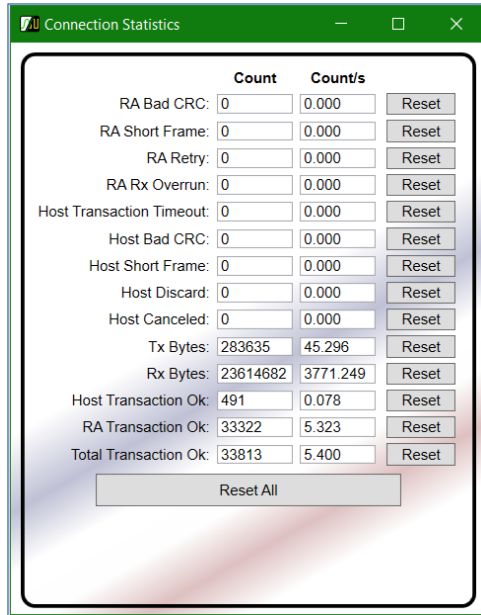 Connection Statistics
Count Count/s
RA Bad CRC: 0 0.000 Reset
RA Short Frame: 0 0.000 Reset
RA Retry: 0 0.000 Reset
RA Rx Overrun: 0 0.000 Reset
Host Transaction Timeout: 0 0.000 Reset
Host Bad CRC: 0 0.000 Reset
Host Short Frame: 0 0.000 Reset
Host Discard: 0 0.000 Reset
Host Canceled: 0 0.000 Reset
Tx Bytes: 283635 45.296 Reset
Rx Bytes: 23614682 3771.249 Reset
Host Transaction Ok: 491 0.078 Reset
RA Transaction Ok: 33322 5.323 Reset
Total Transaction Ok: 33813 5.400 Reset
Reset All